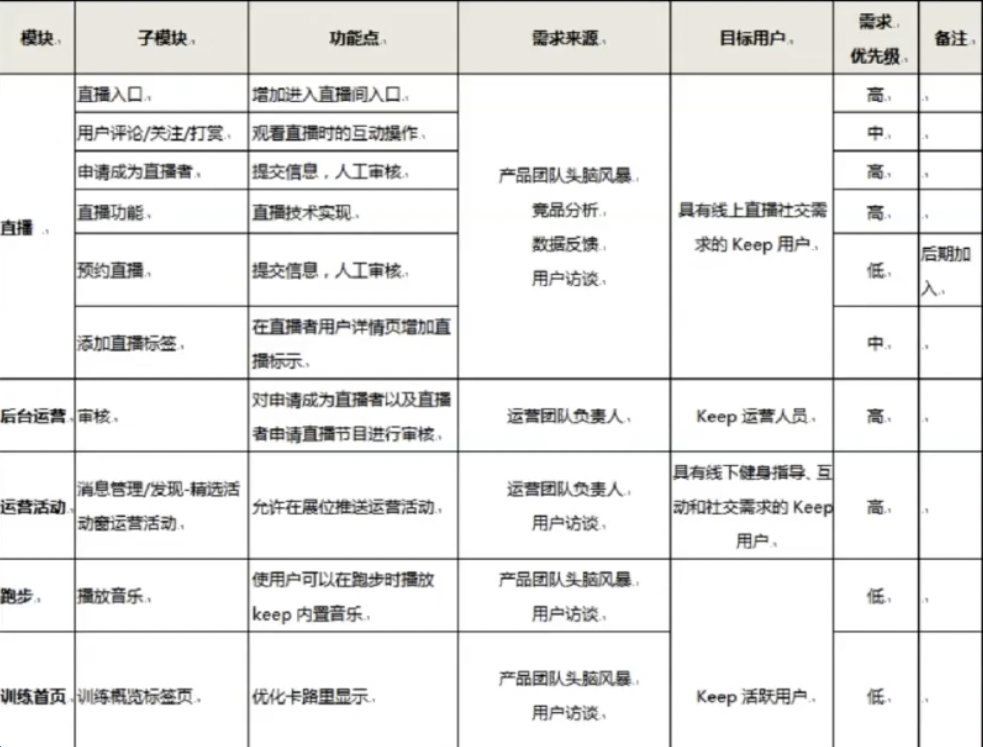 模块 子模块 功能点 需求来源 目标用户 需求 优先级 备注
直播
直播入口 增加进入直播间入口 高
用户评论/关注/打赏 观看直播时的互动操作 中
申请成为直播者 提交信息，人工审核 高
直播功能 直播技术实现 高
预约直播 提交信息，人工审核 低 后期加
入
添加直播标签 在直播者用户详情页增加直
播标示 中
产品团队头脑风暴
竞品分析
数据反馈
用户访谈
具有线上直播社交需
求的 Keep 用户
后台运营 审核 对申请成为直播者以及直播
者申请直播节目进行审核 运营团队负责人 Keep 运营人员 高
运营活动 消息管理/发现-精选活
动窗运营活动 允许在展位推送运营活动 运营团队负责人
用户访谈
具有线下健身指导、互
动和社交需求的 Keep
用户 高
跑步 播放音乐 使用户可以在跑步时播放
keep 内置音乐 产品团队头脑风暴
用户访谈 低
训练首页 训练概览标签页 优化卡路里显示 产品团队头脑风暴
用户访谈 Keep 活跃用户 低